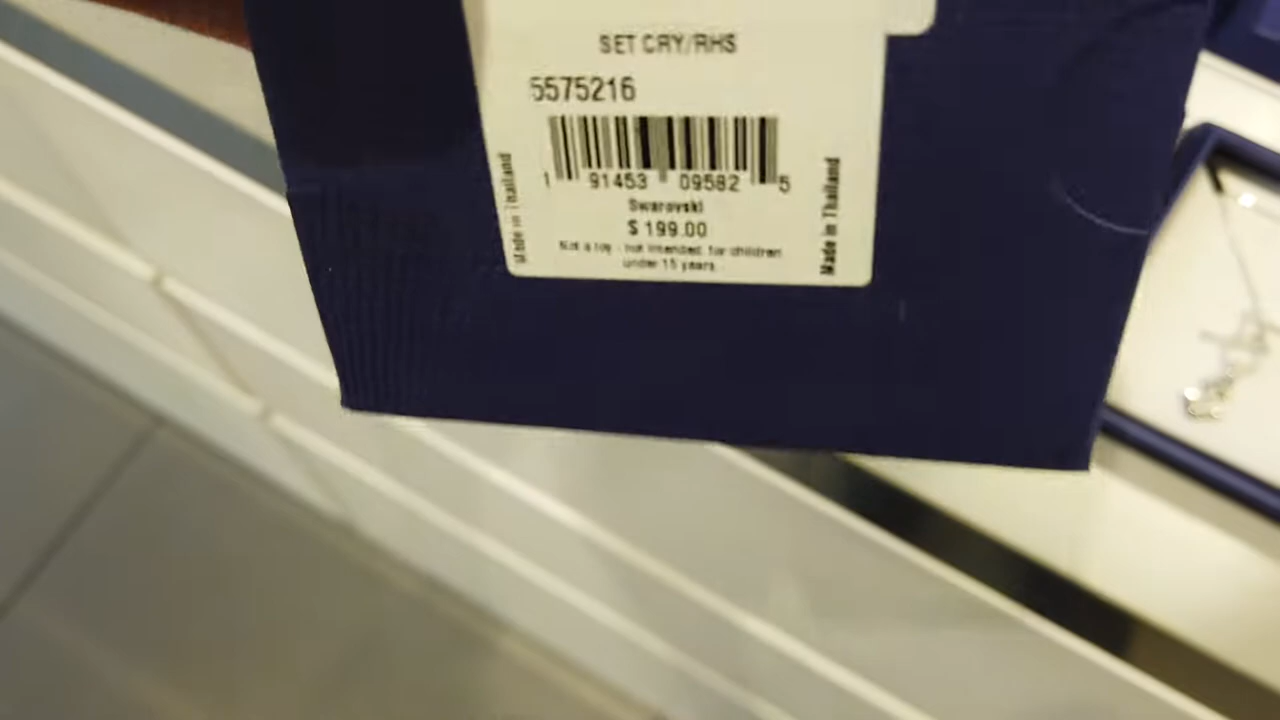 SET CRY/RHS
5575216
1 91453 09582 5
Swarovski
$ 199.00
Not a toy - not intended for children
under 15 years.
Made in Thailand
Made in Thailand